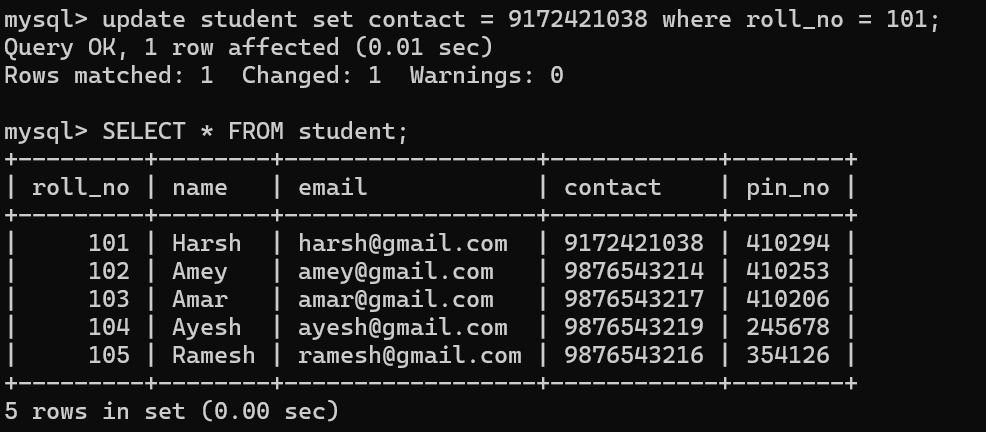 mysql> update student set contact = 9172421038 where roll_no = 101;
Query OK, 1 row affected (0.01 sec)
Rows matched: 1  Changed: 1  Warnings: 0

mysql> SELECT * FROM student;
+---------+--------+------------------+------------+--------+
| roll_no | name   | email            | contact    | pin_no |
+---------+--------+------------------+------------+--------+
|     101 | Harsh  | harsh@gmail.com  | 9172421038 | 410294 |
|     102 | Amey   | amey@gmail.com   | 9876543214 | 410253 |
|     103 | Amar   | amar@gmail.com   | 9876543217 | 410206 |
|     104 | Ayesh  | ayesh@gmail.com  | 9876543219 | 245678 |
|     105 | Ramesh | ramesh@gmail.com | 9876543216 | 354126 |
+---------+--------+------------------+------------+--------+
5 rows in set (0.00 sec)